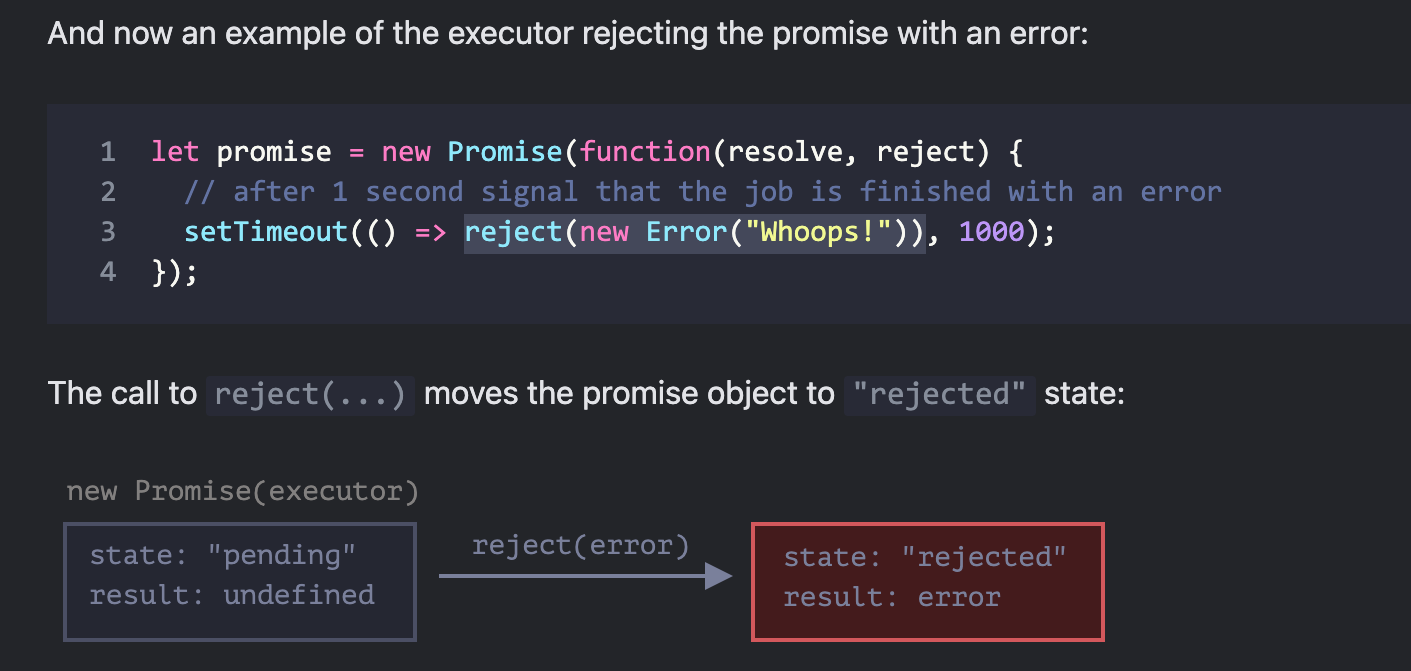 And now an example of the executor rejecting the promise with an error:
1 let promise = new Promise(function(resolve, reject) {
2 // after 1 second signal that the job is finished with an error
3 setTimeout(() => reject(new Error("Whoops!")), 1000);
4 });
The call to reject(...) moves the promise object to "rejected" state:
new Promise(executor)
state: "pending"
result: undefined
reject(error)
state: "rejected"
result: error